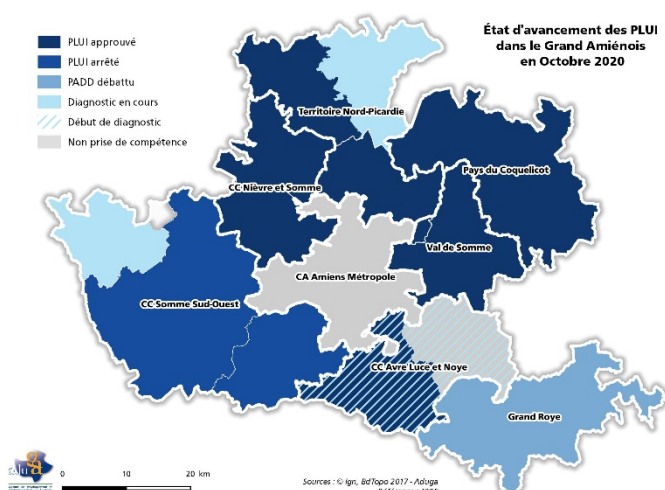 État d'avancement des PLUI
dans le Grand Amiénois
en Octobre 2020
PLUI approuvé
PLUI arrêté
PADD débattu
Diagnostic en cours
Début de diagnostic
Non prise de compétence
Territoire Nord-Picardie
Pays du Coquelicot
CC Nièvre et Somme
Val de Somme
CA Amiens Métropole
CC Somme Sud-Ouest
CC Avre Luce et Noye
Grand Roye
0 10 20 km
Sources : © Ign, BdTopo 2017 - Aduga